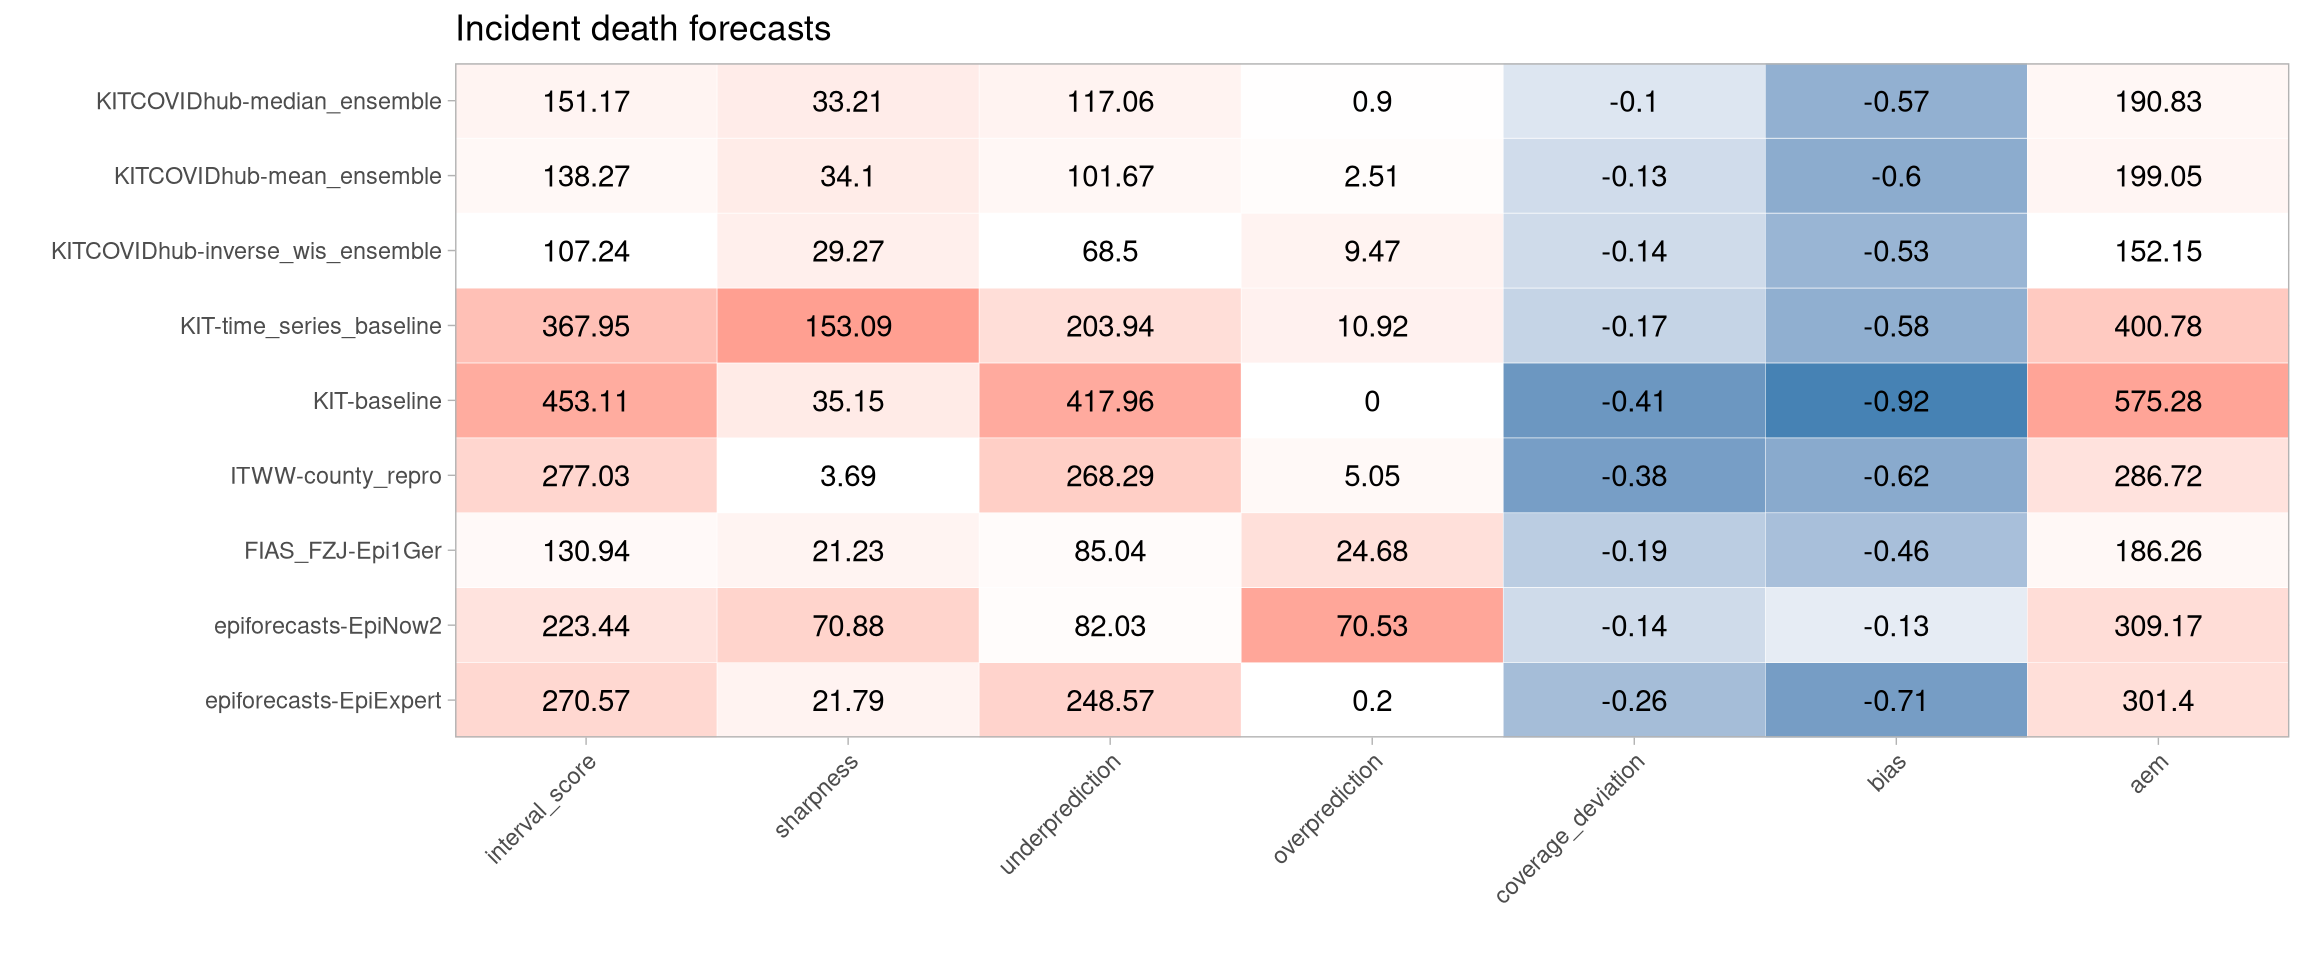 Incident death forecasts
KITCOVIDhub-median_ensemble 151.17 33.21 117.06 0.9 -0.1 -0.57 190.83
KITCOVIDhub-mean_ensemble 138.27 34.1 101.67 2.51 -0.13 -0.6 199.05
KITCOVIDhub-inverse_wis_ensemble 107.24 29.27 68.5 9.47 -0.14 -0.53 152.15
KIT-time_series_baseline 367.95 153.09 203.94 10.92 -0.17 -0.58 400.78
KIT-baseline 453.11 35.15 417.96 0 -0.41 -0.92 575.28
ITWW-county_repro 277.03 3.69 268.29 5.05 -0.38 -0.62 286.72
FIAS_FZJ-Epi1Ger 130.94 21.23 85.04 24.68 -0.19 -0.46 186.26
epiforecasts-EpiNow2 223.44 70.88 82.03 70.53 -0.14 -0.13 309.17
epiforecasts-EpiExpert 270.57 21.79 248.57 0.2 -0.26 -0.71 301.4
interval_score sharpness underprediction overprediction coverage_deviation bias aem